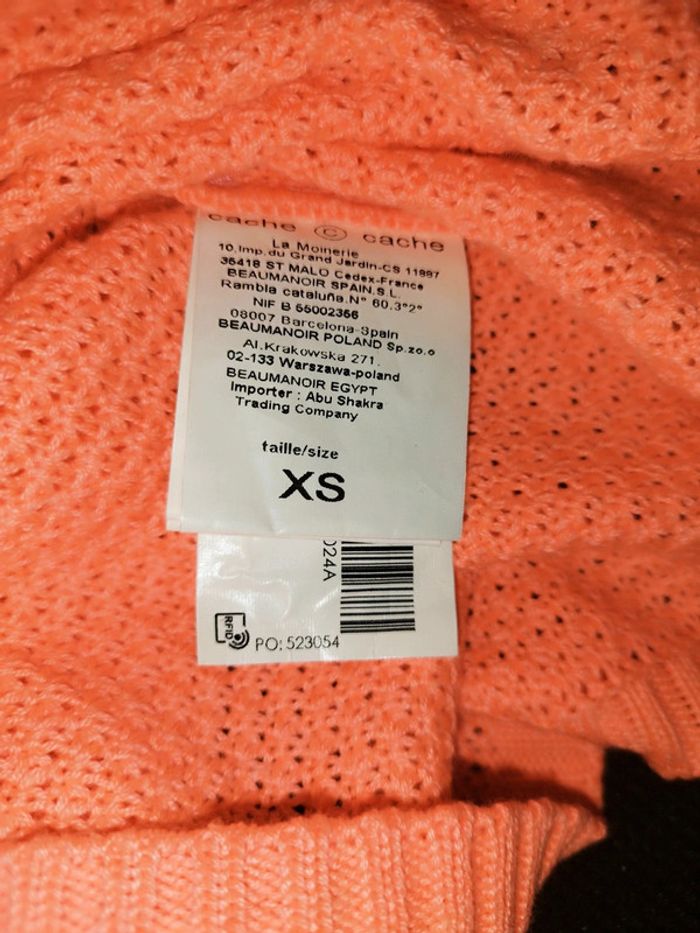 cache © cache
La Moinerie
10.Imp.du Grand Jardin-CS 11997
35418 ST MALO Cedex-France
BEAUMANOIR SPAIN.S.L.
Rambla cataluña.N° 60.3°2°
NIF B 55002366
08007 Barcelona-Spain
BEAUMANOIR POLAND Sp.zo.o
Al.Krakowska 271,
02-133 Warszawa-poland
BEAUMANOIR EGYPT
Importer : Abu Shakra
Trading Company
taille/size
XS
024A
RFID
PO: 523054